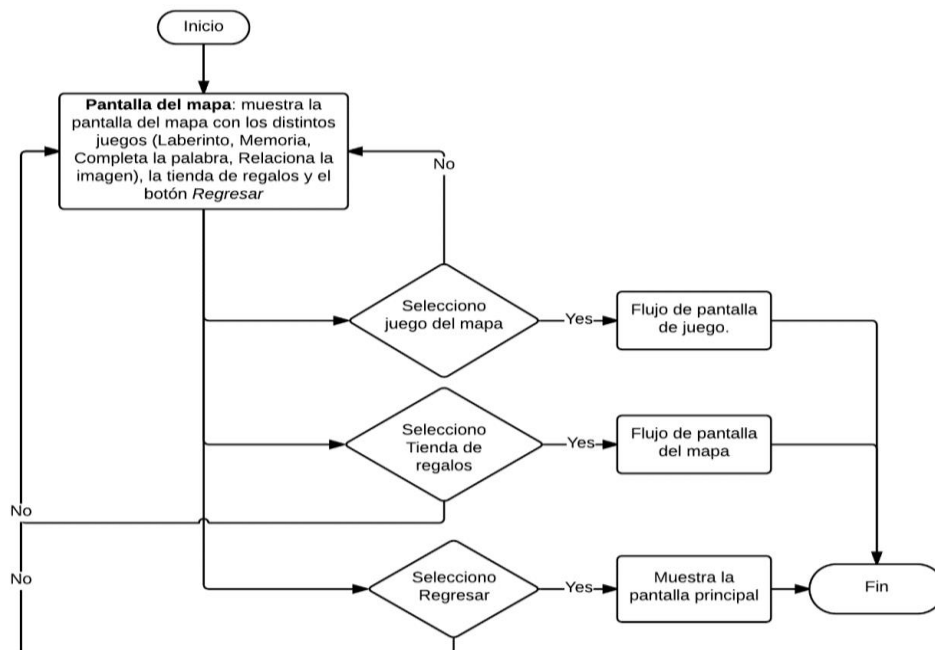 Inicio
Pantalla del mapa: muestra la
pantalla del mapa con los distintos
juegos (Laberinto, Memoria,
Completa la palabra, Relaciona la
imagen), la tienda de regalos y el
botón Regresar
No
Selecciono
juego del mapa
Yes
Flujo de pantalla
de juego.
Selecciono
Tienda de
regalos
Yes
Flujo de pantalla
del mapa
No
No
Selecciono
Regresar
Yes
Muestra la
pantalla principal
Fin